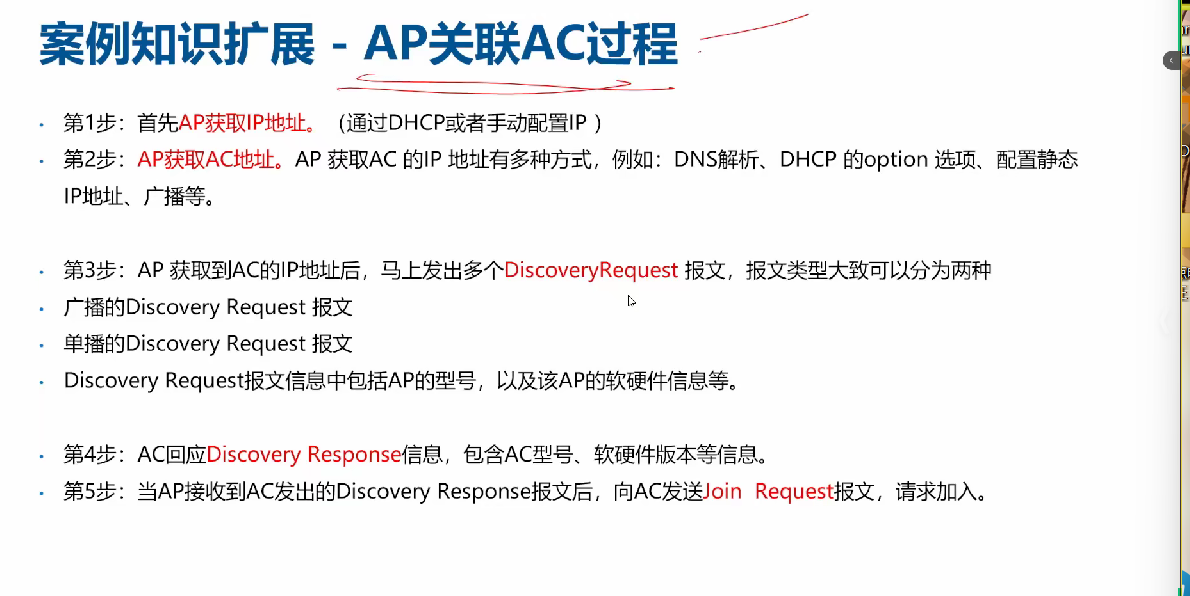 案例知识扩展 - AP关联AC过程
• 第1步：首先AP获取IP地址。（通过DHCP或者手动配置IP ）
• 第2步：AP获取AC地址。AP 获取AC 的IP 地址有多种方式，例如：DNS解析、DHCP 的option 选项、配置静态
IP地址、广播等。
• 第3步：AP 获取到AC的IP地址后，马上发出多个DiscoveryRequest 报文，报文类型大致可以分为两种
• 广播的Discovery Request 报文
• 单播的Discovery Request 报文
• Discovery Request报文信息中包括AP的型号，以及该AP的软硬件信息等。
• 第4步：AC回应Discovery Response信息，包含AC型号、软硬件版本等信息。
• 第5步：当AP接收到AC发出的Discovery Response报文后，向AC发送Join Request报文，请求加入。